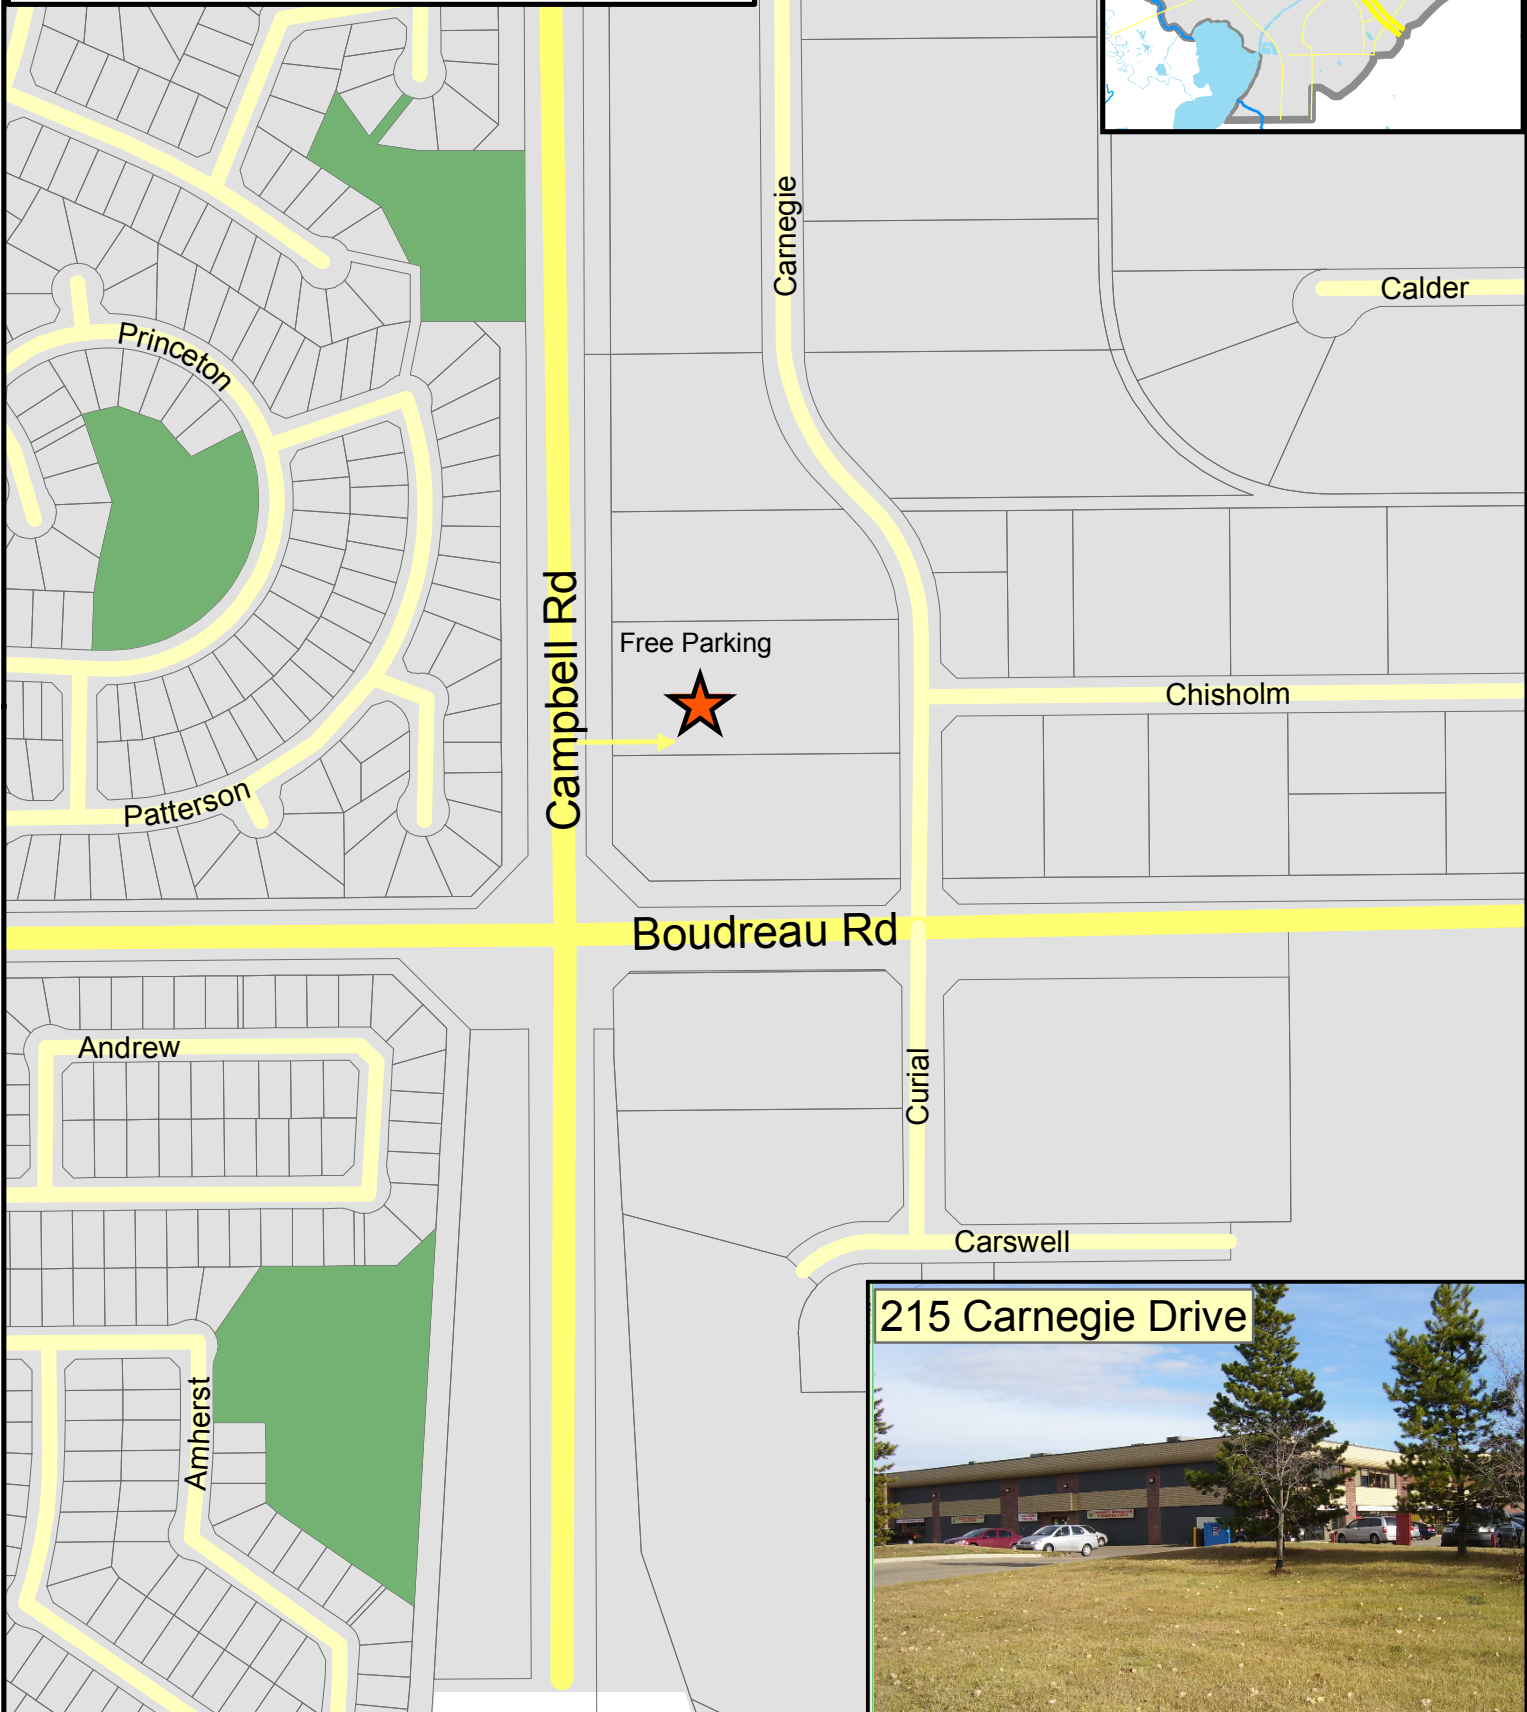 Carnegie
Calder
Princeton
Campbell Rd
Free Parking
Chisholm
Patterson
Boudreau Rd
Andrew
Curial
Carswell
215 Carnegie Drive
Amherst